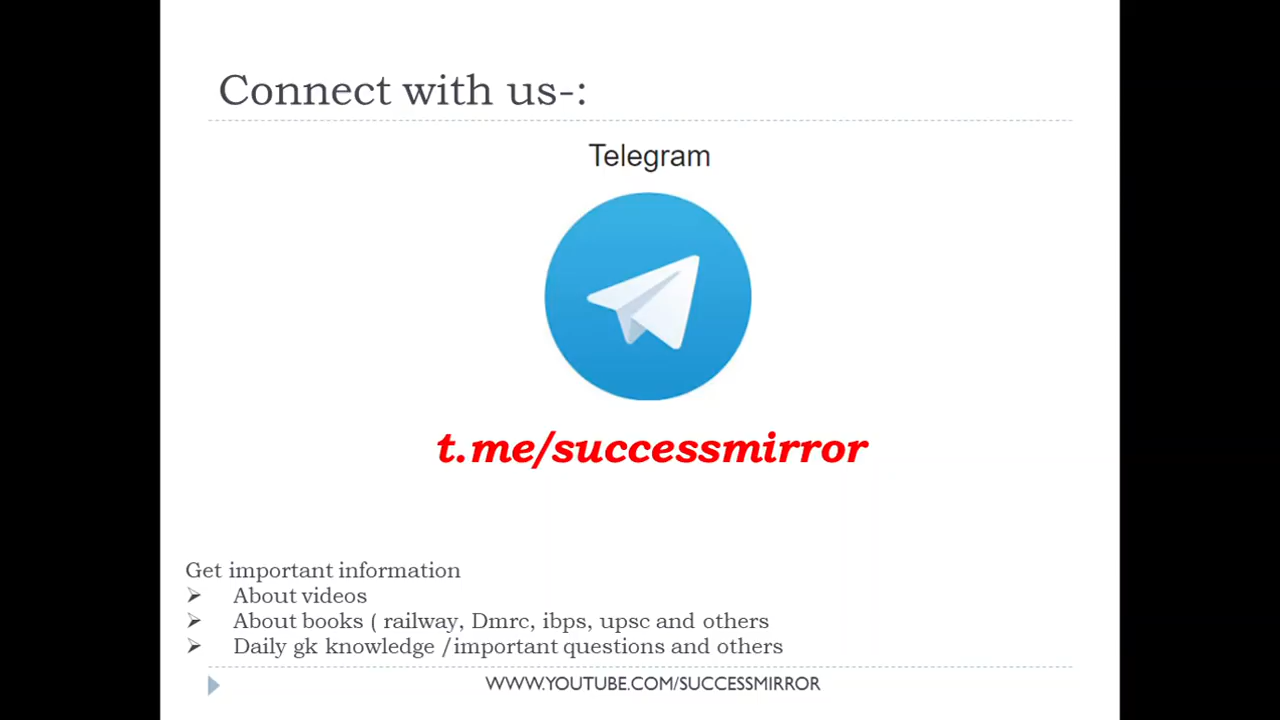 Connect with us-:
Telegram
t.me/successmirror
Get important information
About videos
About books ( railway, Dmrc, ibps, upsc and others
Daily gk knowledge /important questions and others
WWW.YOUTUBE.COM/SUCCESSMIRROR